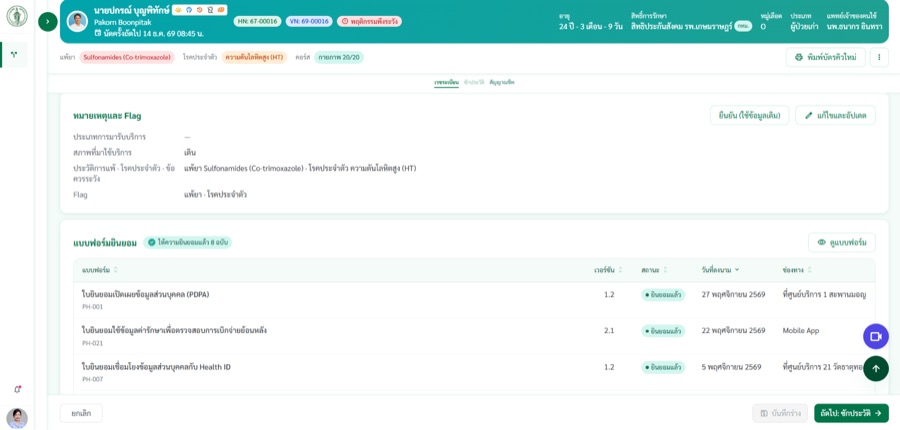 นายปกรณ์ บุญพิทักษ์
Pakorn Boonpitak
นัดครั้งถัดไป 14 ธ.ค. 69 08:45 น.
HN: 67-00016
VN: 69-00016
พฤติกรรมพึงระวัง
อายุ
24 ปี · 3 เดือน · 9 วัน
สิทธิ์การรักษา
สิทธิประกันสังคม รพ.เกษมราษฎร์
กทม.
หมู่เลือด
O
ประเภท
ผู้ป่วยเก่า
แพทย์เจ้าของคนไข้
นพ.ธนากร อินทรา
แพ้ยา
Sulfonamides (Co-trimoxazole)
โรคประจำตัว
ความดันโลหิตสูง (HT)
คอร์ส
กายภาพ 20/20
พิมพ์บัตรคิวใหม่
เวชระเบียน
ซักประวัติ
สัญญาณชีพ
หมายเหตุและ Flag
ยืนยัน (ใช้ข้อมูลเดิม)
แก้ไขและอัปเดต
ประเภทการมารับบริการ
—
สภาพที่มาใช้บริการ
เดิน
ประวัติการแพ้ · โรคประจำตัว · ข้อ
ควรระวัง
แพ้ยา Sulfonamides (Co-trimoxazole) · โรคประจำตัว ความดันโลหิตสูง (HT)
Flag
แพ้ยา · โรคประจำตัว
แบบฟอร์มยินยอม
ให้ความยินยอมแล้ว 8 ฉบับ
ดูแบบฟอร์ม
แบบฟอร์ม
เวอร์ชัน
สถานะ
วันที่ลงนาม
ช่องทาง
ใบยินยอมเปิดเผยข้อมูลส่วนบุคคล (PDPA)
PH-001
1.2
ยินยอมแล้ว
27 พฤศจิกายน 2569
ที่ศูนย์บริการ 1 สะพานมอญ
ใบยินยอมใช้ข้อมูลค่ารักษาเพื่อตรวจสอบการเบิกจ่ายย้อนหลัง
PH-021
2.1
ยินยอมแล้ว
22 พฤศจิกายน 2569
Mobile App
ใบยินยอมเชื่อมโยงข้อมูลส่วนบุคคลกับ Health ID
PH-007
1.2
ยินยอมแล้ว
5 พฤศจิกายน 2569
ที่ศูนย์บริการ 21 วัดธาตุทอง
ยกเลิก
บันทึกร่าง
ถัดไป: ซักประวัติ